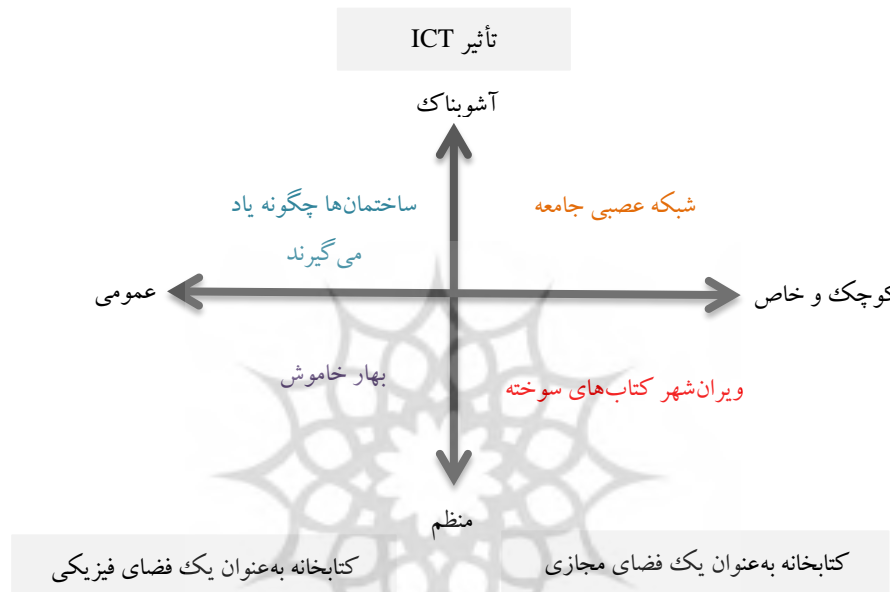 تأثیر ICT
آشوبناک
شبکه عصبی جامعه
ساختمان‌ها چگونه یاد
می‌گیرند
کوچک و خاص
عمومی
ویران‌شهر کتاب‌های سوخته
بهار خاموش
منظم
کتابخانه به‌عنوان یک فضای مجازی
کتابخانه به‌عنوان یک فضای فیزیکی